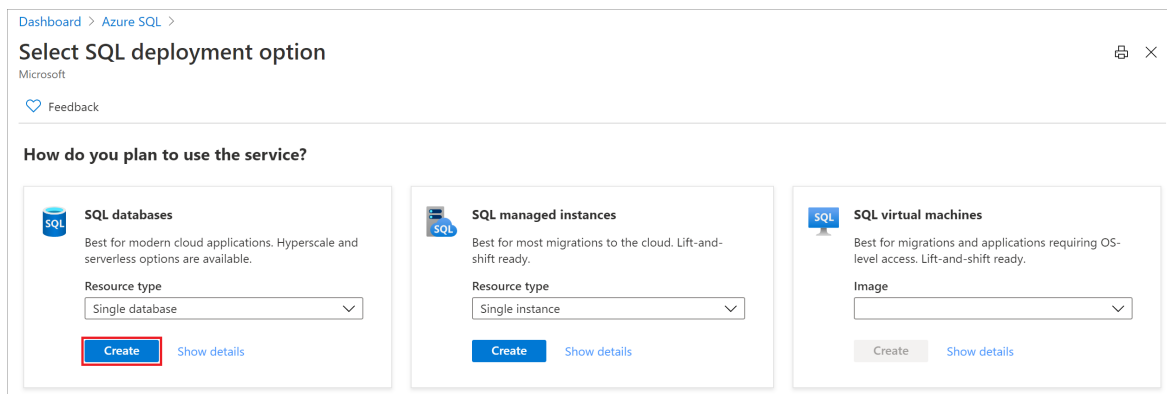 Dashboard > Azure SQL >
Select SQL deployment option
Microsoft
Feedback
How do you plan to use the service?
SQL
SQL databases
Best for modern cloud applications. Hyperscale and
serverless options are available.
Resource type
Single database
Create Show details
SQL
SQL managed instances
Best for most migrations to the cloud. Lift-and-
shift ready.
Resource type
Single instance
Create Show details
SQL
SQL virtual machines
Best for migrations and applications requiring OS-
level access. Lift-and-shift ready.
Image
Create Show details